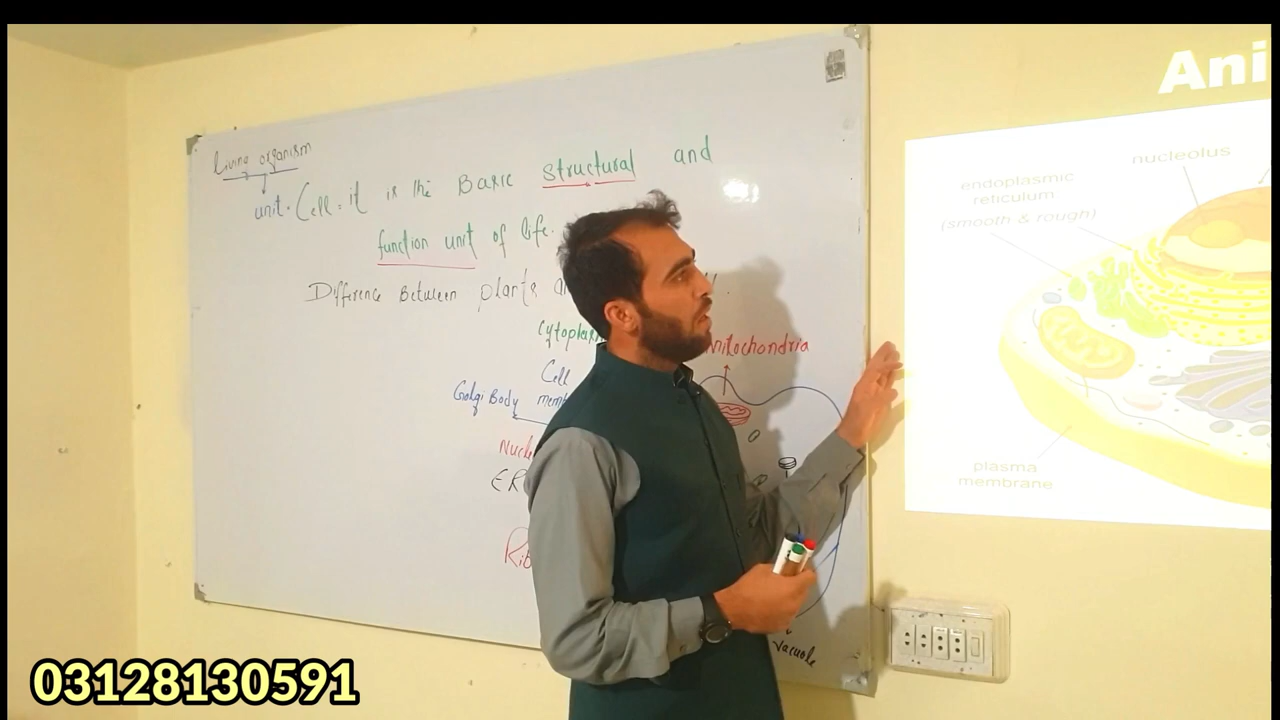 Living organism
unit. Cell = it is the Basic structural and
function unit of life.
Difference Between plants
Cytoplasm
mitochondria
Cell
Golgi Body
ER
vacuole
Ani
nucleolus
endoplasmic
reticulum
(smooth & rough)
plasma
membrane
03128130591